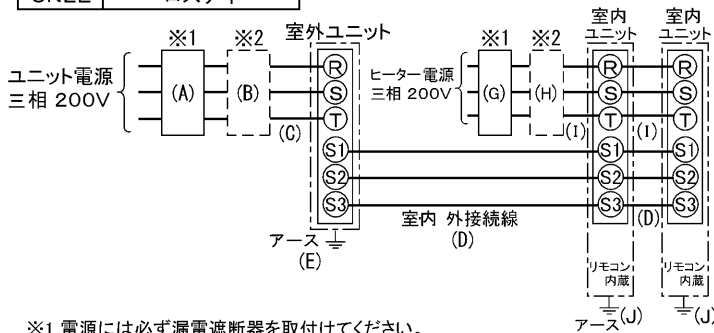 ※1 ※2 室外ユニット
※1 ※2 室内ユニット 室内ユニット
ユニット電源
三相 200V
(A) (B) (C)
R
S
T
S1
S2
S3
ヒーター電源
三相 200V
(G) (H) (I) (I)
R R
S S
T T
S1 S1
S2 S2
S3 S3
室内 外接続線
(D) (D)
アース
(E)
リモコン内蔵 リモコン内蔵
アース (J) (J)
※1 電源には必ず漏電遮断器を取付けてください。